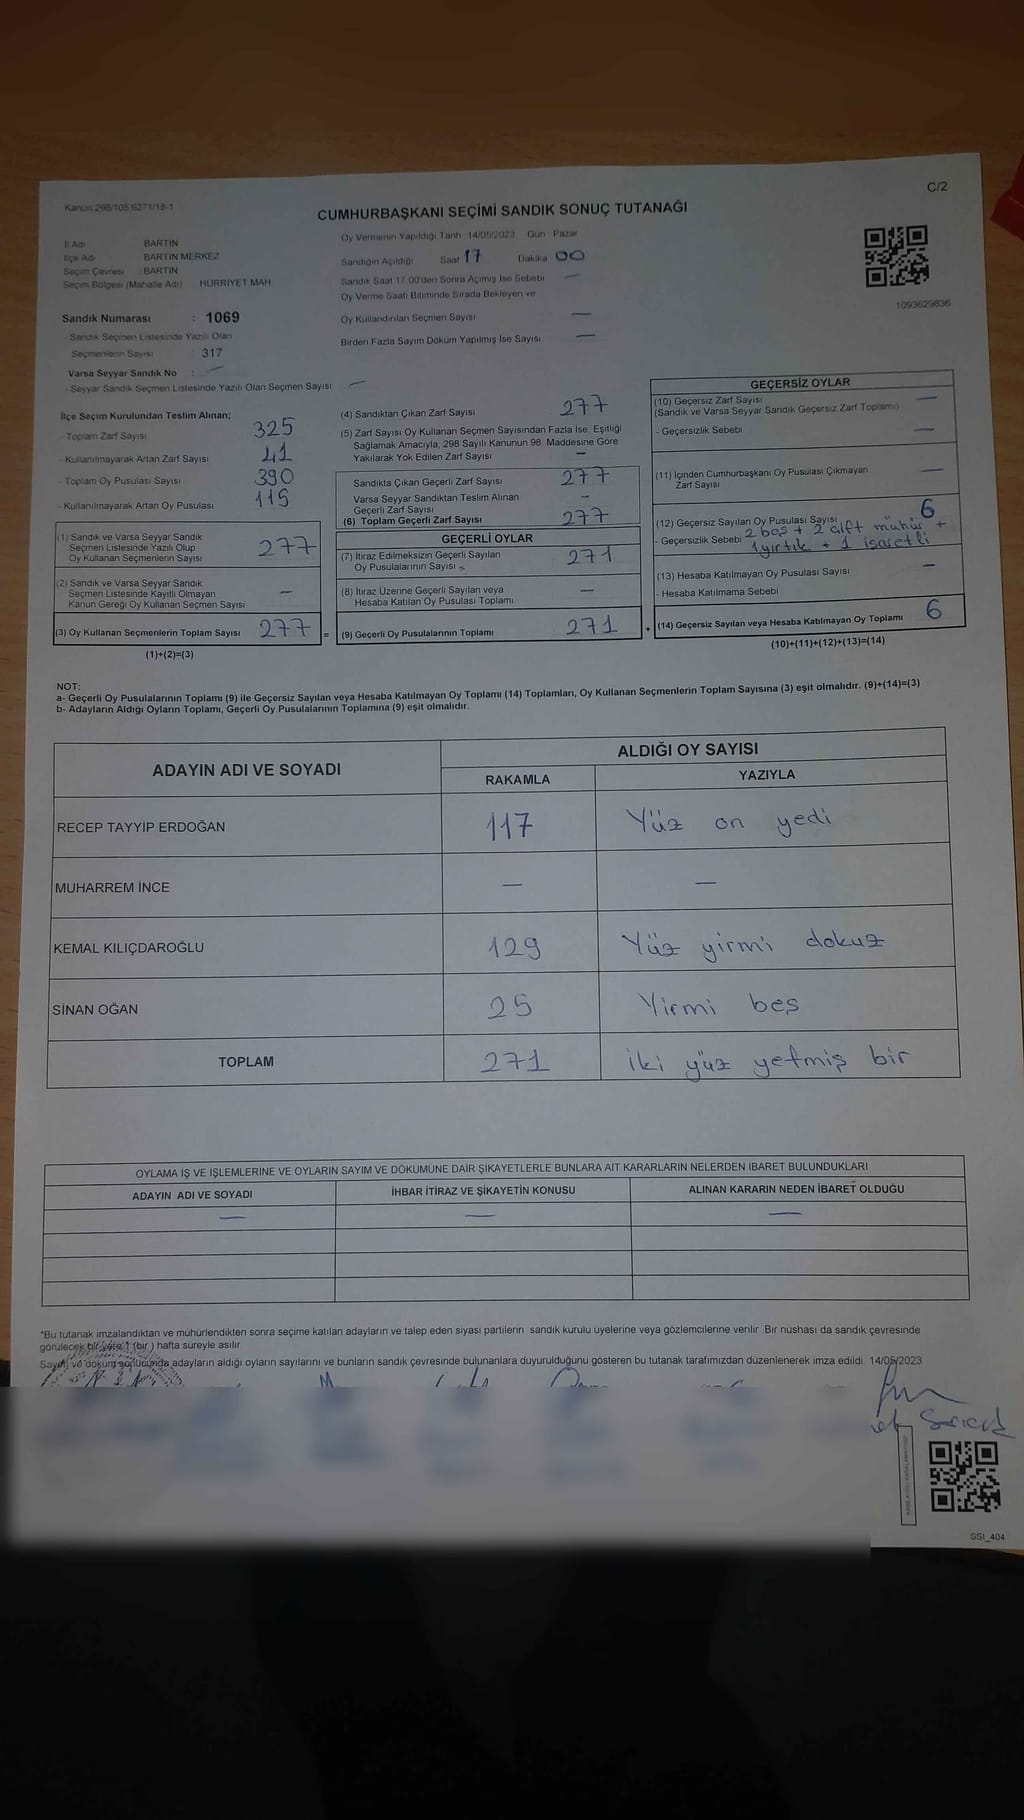 Kanun 298/105,6271/18-1
C/2
CUMHURBAŞKANI SEÇİMİ SANDIK SONUÇ TUTANAĞI
İl Adı BARTIN
İlçe Adı BARTIN MERKEZ
Seçim Çevresi : BARTIN
Seçim Bölgesi (Mahalle Adı) HÜRRİYET MAH
Sandık Numarası : 1069
- Sandık Seçmen Listesinde Yazılı Olan
Seçmenlerin Sayısı : 317
Varsa Seyyar Sandık No : —
- Seyyar Sandık Seçmen Listesinde Yazılı Olan Seçmen Sayısı: —
Oy Vermenin Yapıldığı Tarih 14/05/2023 Gün Pazar
Sandığın Açıldığı Saat 17 Dakika 00
Sandık Saat 17.00'den Sonra Açılmış İse Sebebi —
Oy Verme Saati Bitiminde Sırada Bekleyen ve
Oy Kullandırılan Seçmen Sayısı —
Birden Fazla Sayım Döküm Yapılmış İse Sayısı —
1093629836
İlçe Seçim Kurulundan Teslim Alınan;
- Toplam Zarf Sayısı 325
- Kullanılmayarak Artan Zarf Sayısı 41
- Toplam Oy Pusulası Sayısı 390
- Kullanılmayarak Artan Oy Pusulası 115
(1) Sandık ve Varsa Seyyar Sandık
Seçmen Listesinde Yazılı Olup
Oy Kullanan Seçmenlerin Sayısı 277
(2) Sandık ve Varsa Seyyar Sandık
Seçmen Listesinde Kayıtlı Olmayan
Kanun Gereği Oy Kullanan Seçmen Sayısı —
(3) Oy Kullanan Seçmenlerin Toplam Sayısı 277 =
(1)+(2)=(3)
(4) Sandıktan Çıkan Zarf Sayısı 277
(5) Zarf Sayısı Oy Kullanan Seçmen Sayısından Fazla İse, Eşitliği
Sağlamak Amacıyla, 298 Sayılı Kanunun 98. Maddesine Göre
Yakılarak Yok Edilen Zarf Sayısı —
Sandıkta Çıkan Geçerli Zarf Sayısı 277
Varsa Seyyar Sandıktan Teslim Alınan
Geçerli Zarf Sayısı —
(6) Toplam Geçerli Zarf Sayısı 277
GEÇERLİ OYLAR
(7) İtiraz Edilmeksizin Geçerli Sayılan
Oy Pusulalarının Sayısı 271
(8) İtiraz Üzerine Geçerli Sayılan veya
Hesaba Katılan Oy Pusulası Toplamı —
(9) Geçerli Oy Pusulalarının Toplamı 271 +
GEÇERSİZ OYLAR
(10) Geçersiz Zarf Sayısı —
(Sandık ve Varsa Seyyar Sandık Geçersiz Zarf Toplamı)
- Geçersizlik Sebebi —
(11) İçinden Cumhurbaşkanı Oy Pusulası Çıkmayan
Zarf Sayısı —
(12) Geçersiz Sayılan Oy Pusulası Sayısı 6
- Geçersizlik Sebebi 2 boş + 2 çift mühür +
1 yırtık + 1 işaretli
(13) Hesaba Katılmayan Oy Pusulası Sayısı —
- Hesaba Katılmama Sebebi
(14) Geçersiz Sayılan veya Hesaba Katılmayan Oy Toplamı 6
(10)+(11)+(12)+(13)=(14)
NOT:
a- Geçerli Oy Pusulalarının Toplamı (9) ile Geçersiz Sayılan veya Hesaba Katılmayan Oy Toplamı (14) Toplamları, Oy Kullanan Seçmenlerin Toplam Sayısına (3) eşit olmalıdır. (9)+(14)=(3)
b- Adayların Aldığı Oyların Toplamı, Geçerli Oy Pusulalarının Toplamına (9) eşit olmalıdır.
ADAYIN ADI VE SOYADI ALDIĞI OY SAYISI
RAKAMLA YAZIYLA
RECEP TAYYİP ERDOĞAN 117 Yüz on yedi
MUHARREM İNCE — —
KEMAL KILIÇDAROĞLU 129 Yüz yirmi dokuz
SİNAN OĞAN 25 Yirmi beş
TOPLAM 271 iki yüz yetmiş bir
OYLAMA İŞ VE İŞLEMLERİNE VE OYLARIN SAYIM VE DÖKÜMÜNE DAİR ŞİKAYETLERLE BUNLARA AİT KARARLARIN NELERDEN İBARET BULUNDUKLARI
ADAYIN ADI VE SOYADI İHBAR İTİRAZ VE ŞİKAYETİN KONUSU ALINAN KARARIN NEDEN İBARET OLDUĞU
— — —
*Bu tutanak imzalandıktan ve mühürlendikten sonra seçime katılan adayların ve talep eden siyasi partilerin sandık kurulu üyelerine veya gözlemcilerine verilir. Bir nüshası da sandık çevresinde
görülecek bir yere 1 (bir) hafta süreyle asılır.
Sayım ve döküm sonucunda adayların aldığı oyların sayılarını ve bunların sandık çevresinde bulunanlara duyurulduğunu gösteren bu tutanak tarafımızdan düzenlenerek imza edildi. 14/05/2023
SSI_404